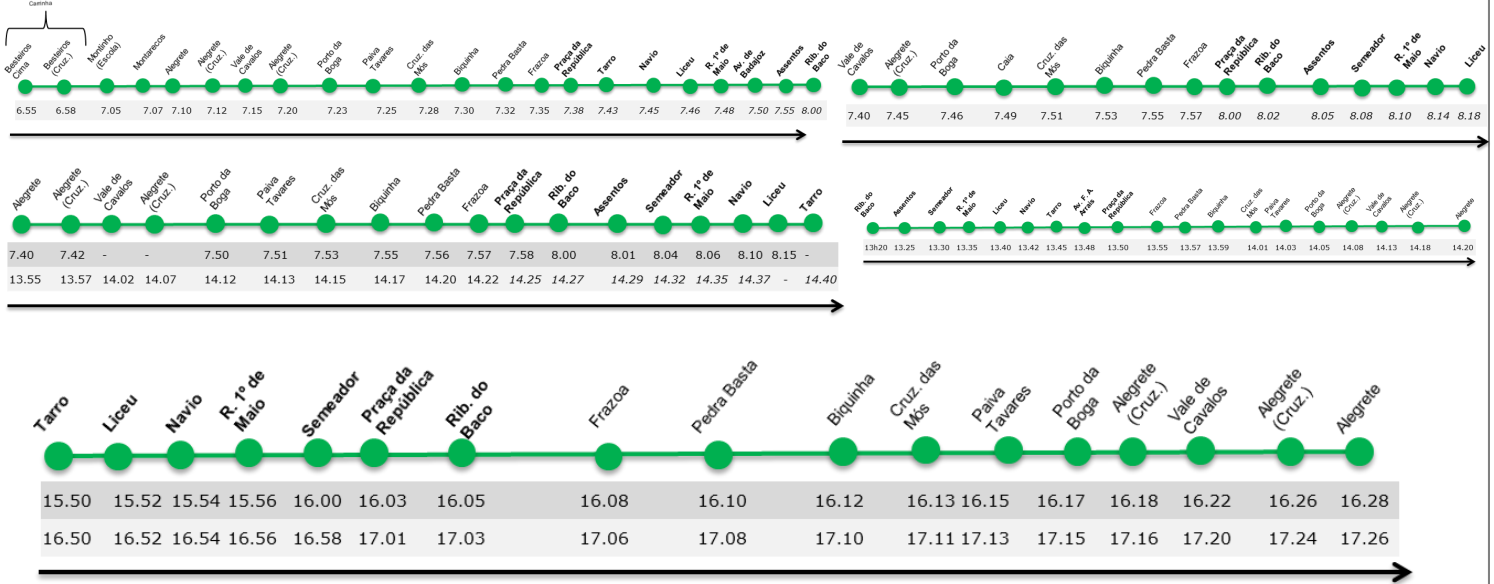 Carrinha
Besteiros Cima
Besteiros (Cruz.)
Montinho (Escola)
Montarecos
Alegrete
Alegrete (Cruz.)
Vale de Cavalos
Alegrete (Cruz.)
Porto da Boga
Paiva Tavares
Cruz. das Mós
Biquinha
Pedra Basta
Frazoa
Praça da República
Tarro
Navio
Liceu
R. 1º de Maio
Av. de Badajoz
Assentos
Rib. do Baco
6.55 6.58 7.05 7.07 7.10 7.12 7.15 7.20 7.23 7.25 7.28 7.30 7.32 7.35 7.38 7.43 7.45 7.46 7.48 7.50 7.55 8.00
Vale de Cavalos
Alegrete (Cruz.)
Porto da Boga
Caia
Cruz. das Mós
Biquinha
Pedra Basta
Frazoa
Praça da República
Rib. do Baco
Assentos
Semeador
R. 1º de Maio
Navio
Liceu
7.40 7.45 7.46 7.49 7.51 7.53 7.55 7.57 8.00 8.02 8.05 8.08 8.10 8.14 8.18
Alegrete
Alegrete (Cruz.)
Vale de Cavalos
Alegrete (Cruz.)
Porto da Boga
Paiva Tavares
Cruz. das Mós
Biquinha
Pedra Basta
Frazoa
Praça da República
Rib. do Baco
Assentos
Semeador
R. 1º de Maio
Navio
Liceu
Tarro
7.40 7.42 - - 7.50 7.51 7.53 7.55 7.56 7.57 7.58 8.00 8.01 8.04 8.06 8.10 8.15 -
13.55 13.57 14.02 14.07 14.12 14.13 14.15 14.17 14.20 14.22 14.25 14.27 14.29 14.32 14.35 14.37 - 14.40
Rib. do Baco
Assentos
Semeador
R. 1º de Maio
Liceu
Navio
Tarro
Av. F. A. Arrais
Praça da República
Frazoa
Pedra Basta
Biquinha
Cruz. das Mós
Paiva Tavares
Porto da Boga
Alegrete (Cruz.)
Vale de Cavalos
Alegrete (Cruz.)
Alegrete
13h20 13.25 13.30 13.35 13.40 13.42 13.45 13.48 13.50 13.55 13.57 13.59 14.01 14.03 14.05 14.08 14.13 14.18 14.20
Tarro
Liceu
Navio
R. 1º de Maio
Semeador
Praça da República
Rib. do Baco
Frazoa
Pedra Basta
Biquinha
Cruz. das Mós
Paiva Tavares
Porto da Boga
Alegrete (Cruz.)
Vale de Cavalos
Alegrete (Cruz.)
Alegrete
15.50 15.52 15.54 15.56 16.00 16.03 16.05 16.08 16.10 16.12 16.13 16.15 16.17 16.18 16.22 16.26 16.28
16.50 16.52 16.54 16.56 16.58 17.01 17.03 17.06 17.08 17.10 17.11 17.13 17.15 17.16 17.20 17.24 17.26